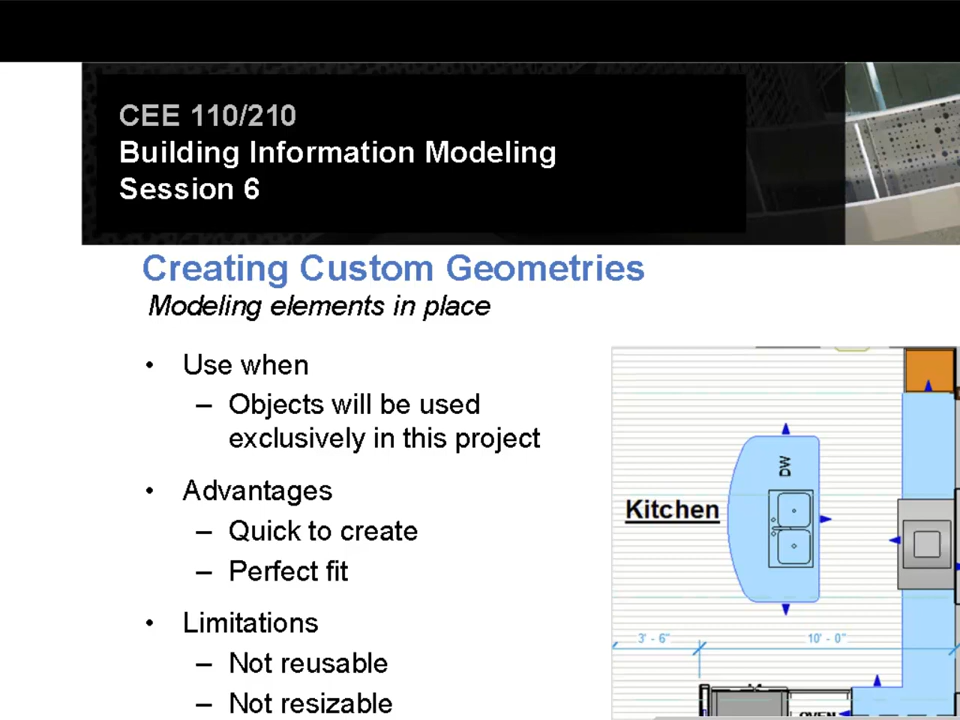 CEE 110/210
Building Information Modeling
Session 6
Creating Custom Geometries
Modeling elements in place
• Use when
– Objects will be used
exclusively in this project
• Advantages
– Quick to create
– Perfect fit
• Limitations
– Not reusable
– Not resizable
DW
Kitchen
3' - 6"
10' - 0"
OVEN